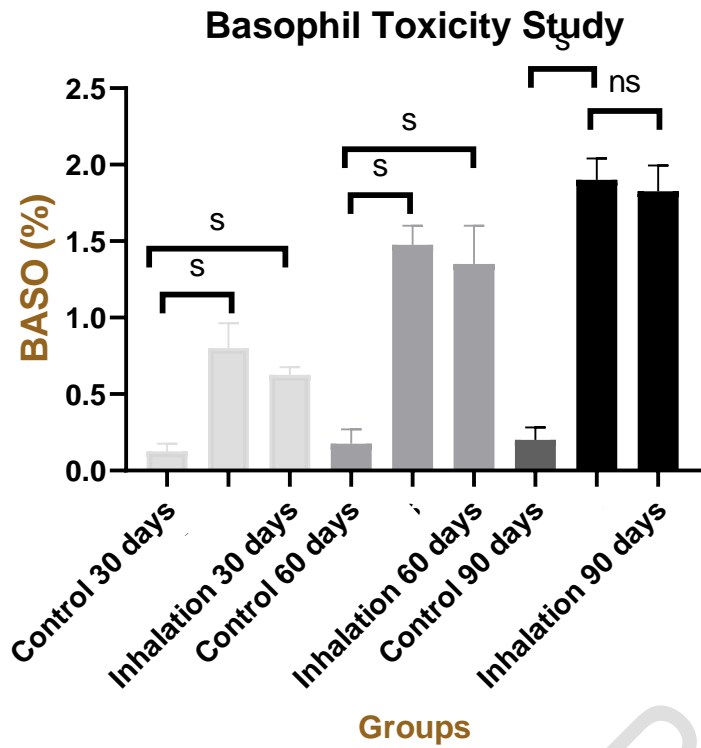 Basophil Toxicity Study
s
ns
s
s
s
s
BASO (%)
2.5
2.0
1.5
1.0
0.5
0.0
Control 30 days
Inhalation 30 days
Control 60 days
Inhalation 60 days
Control 90 days
Inhalation 90 days
Groups